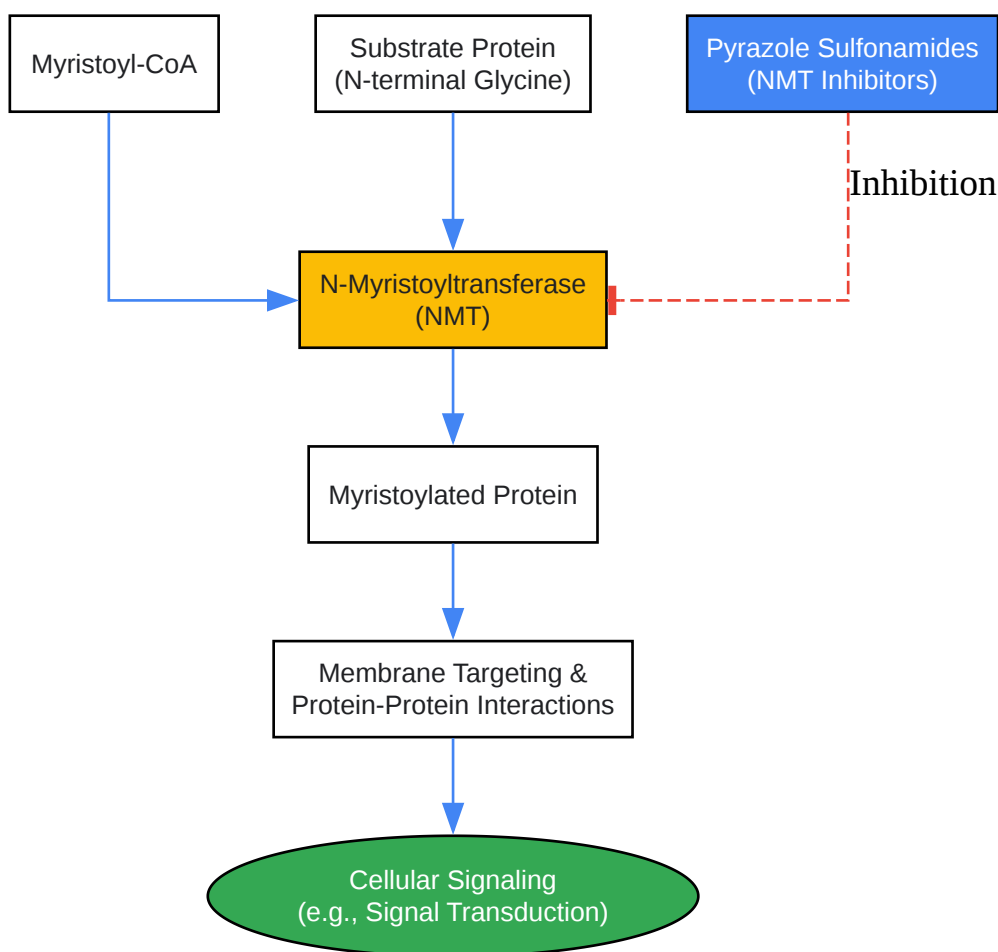 Myristoyl-CoA
Substrate Protein
(N-terminal Glycine)
Pyrazole Sulfonamides
(NMT Inhibitors)
Inhibition
N-Myristoyltransferase
(NMT)
Myristoylated Protein
Membrane Targeting &
Protein-Protein Interactions
Cellular Signaling
(e.g., Signal Transduction)